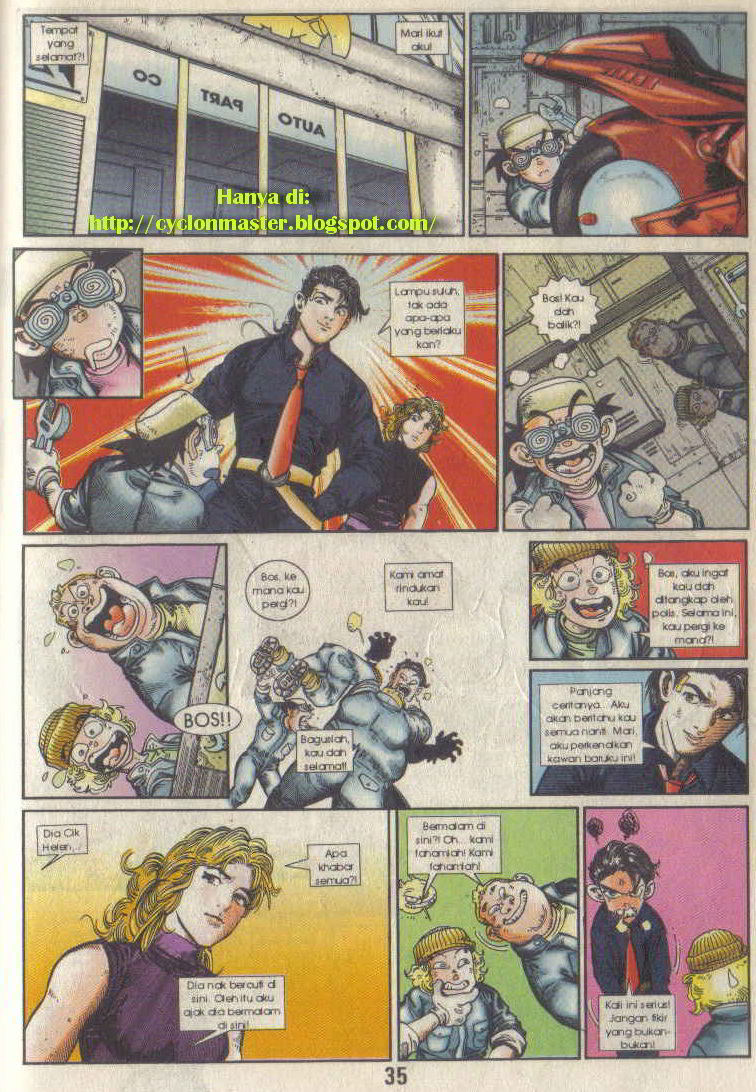 Tempat
yang
selamat?!
Mari ikut
aku!
AUTO
PART
CO
Hanya di:
http://cyclonmaster.blogspot.com/
Lampu suluh,
tak ada
apa-apa
yang berlaku
kan?
Bos! Kau
dah
balik?!
BOS!!
Bos, ke
mana kau
pergi?!
Kami amat
rindukan
kau!
Baguslah,
kau dah
selamat!
Bos, aku ingat
kau dah
ditangkap oleh
polis. Selama ini,
kau pergi ke
mana?!
Panjang
ceritanya.. Aku
akan beritahu kau
semua nanti. Mari,
aku perkenalkan
kawan baruku ini!
Dia Cik
Helen,..
Apa
khabar
semua?!
Dia nak bercuti di
sini. Oleh itu aku
ajak dia bermalam
di sini!
Bermalam di
sini?! Oh.. kami
fahamlah! Kami
fahamlah!
Kali ini serius!
Jangan fikir
yang bukan-
bukan!
35